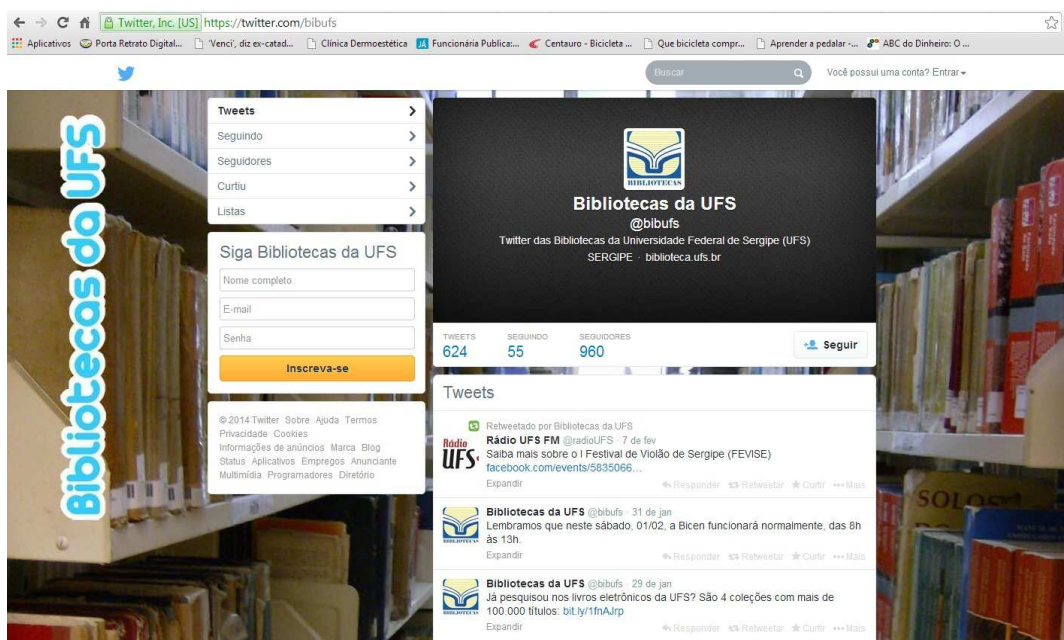 Twitter, Inc. [US] https://twitter.com/bibufs
Aplicativos Porta Retrato Digital... 'Venci', diz ex-catad... Clínica Dermoestética Funcionária Publica:... Centauro - Bicicleta ... Que bicicleta compr... Aprender a pedalar -... ABC do Dinheiro: O ...
Buscar Você possui uma conta? Entrar
Bibliotecas da UFS
Tweets
Seguindo
Seguidores
Curtiu
Listas
Siga Bibliotecas da UFS
Nome completo
E-mail
Senha
Inscreva-se
© 2014 Twitter Sobre Ajuda Termos
Privacidade Cookies
Informações de anúncios Marca Blog
Status Aplicativos Empregos Anunciante
Multimídia Programadores Diretório
BIBLIOTECAS
Bibliotecas da UFS
@bibufs
Twitter das Bibliotecas da Universidade Federal de Sergipe (UFS)
SERGIPE · biblioteca.ufs.br
TWEETS SEGUINDO SEGUIDORES
624 55 960
Seguir
Tweets
Retweetado por Bibliotecas da UFS
Rádio UFS
Rádio UFS FM @radioUFS · 7 de fev
Saiba mais sobre o I Festival de Violão de Sergipe (FEVISE)
facebook.com/events/5835066...
Expandir Responder Retweetar Curtir Mais
BIBLIOTECAS
Bibliotecas da UFS @bibufs · 31 de jan
Lembramos que neste sábado, 01/02, a Bicen funcionará normalmente, das 8h
às 13h.
Expandir Responder Retweetar Curtir Mais
BIBLIOTECAS
Bibliotecas da UFS @bibufs · 29 de jan
Já pesquisou nos livros eletrônicos da UFS? São 4 coleções com mais de
100.000 títulos: bit.ly/1fnAJrp
Expandir Responder Retweetar Curtir Mais
SOLOS